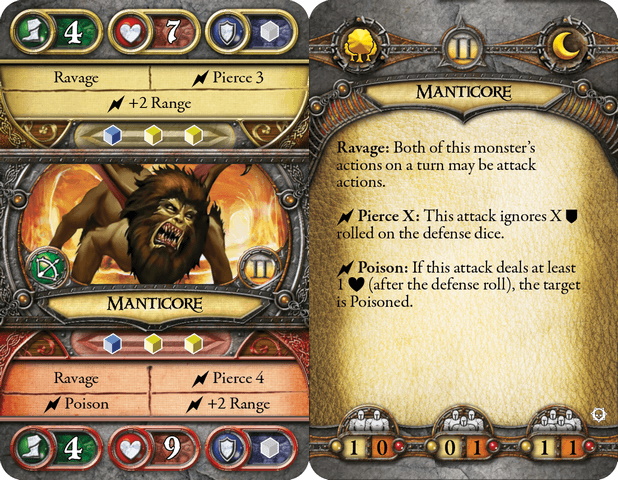 4 7
Ravage Pierce 3
+2 Range
II
MANTICORE
Ravage Pierce 4
Poison +2 Range
4 9
II
MANTICORE
Ravage: Both of this monster's
actions on a turn may be attack
actions.
Pierce X: This attack ignores X
rolled on the defense dice.
Poison: If this attack deals at least
1 (after the defense roll), the target
is Poisoned.
1 0 0 1 1 1